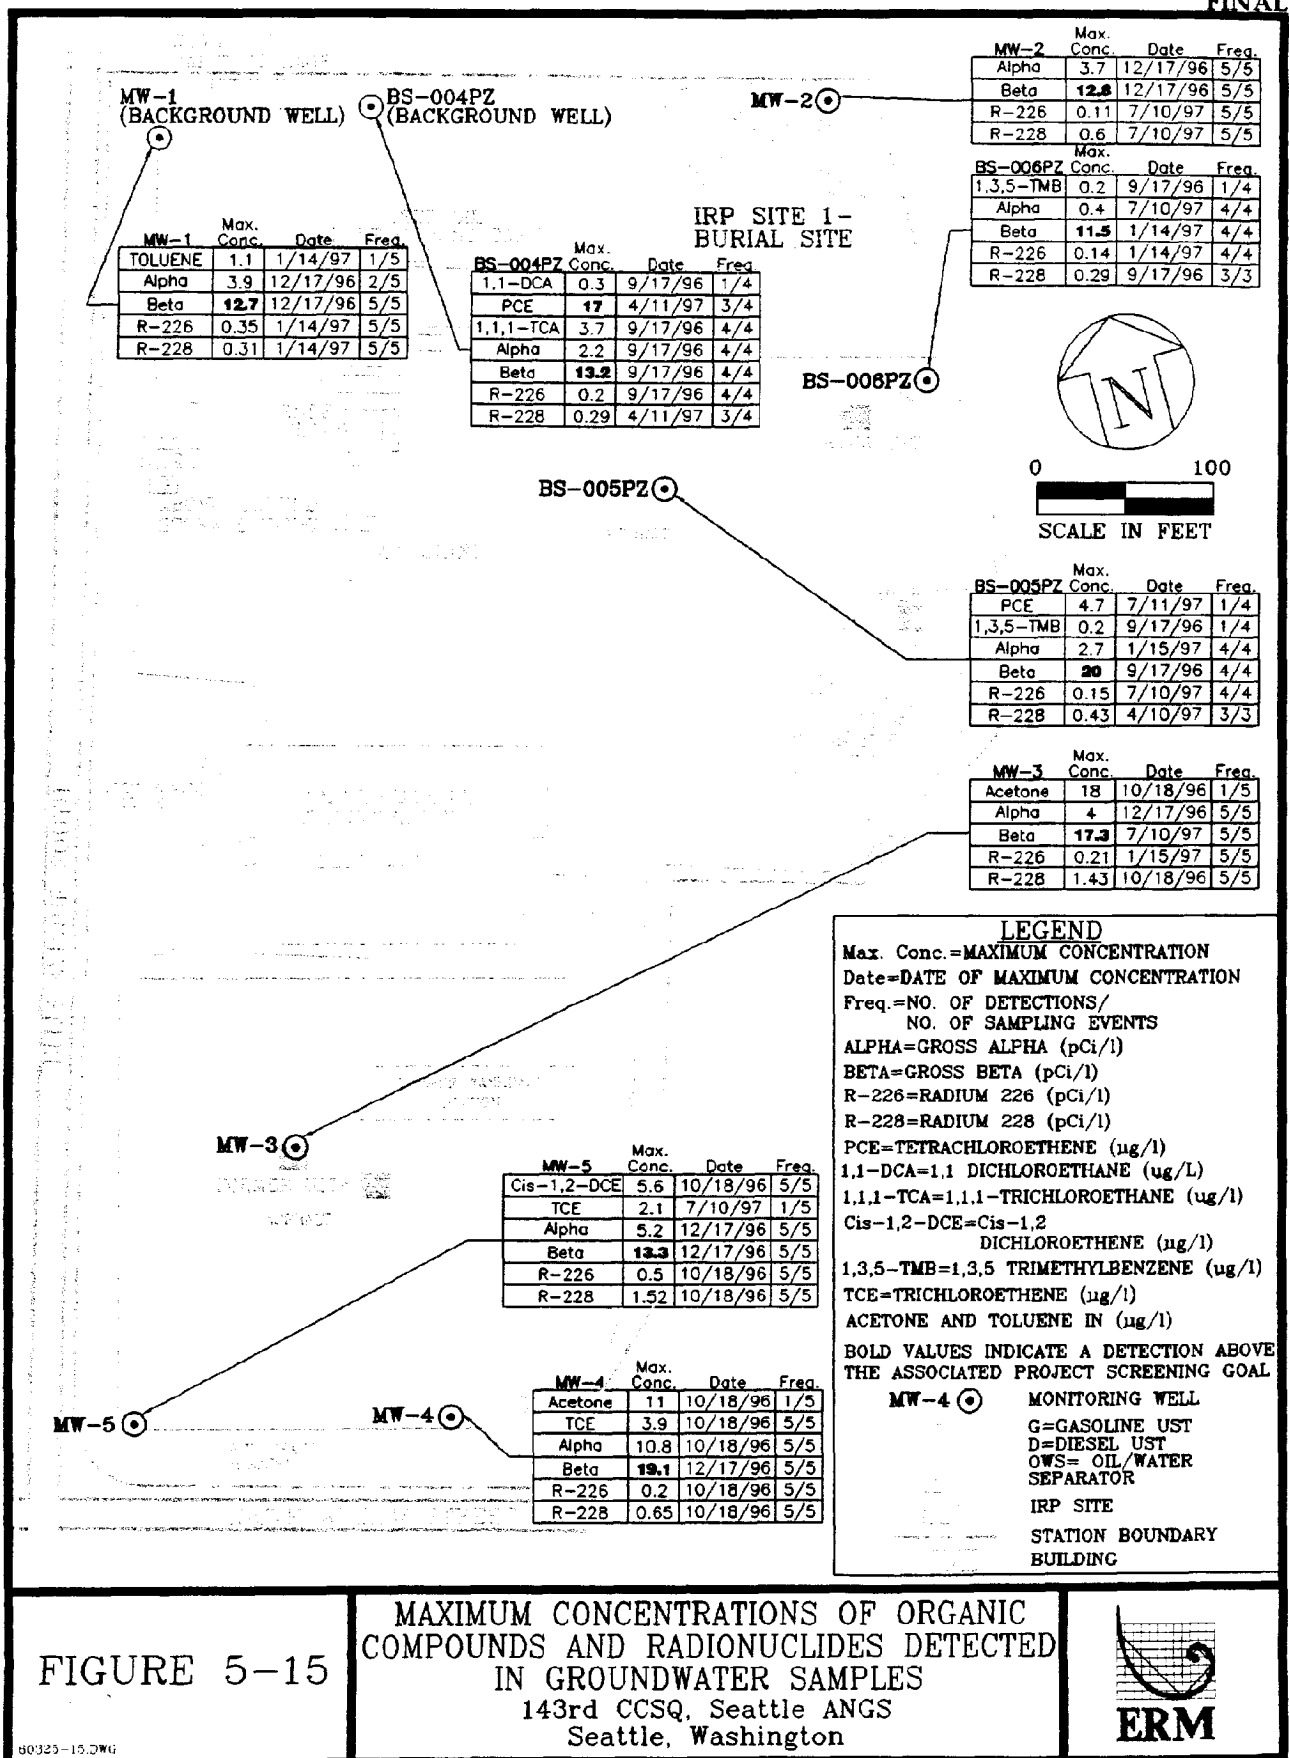 FINAL
MW-1
(BACKGROUND WELL)
BS-004PZ
(BACKGROUND WELL)
MW-2
Max.
MW-2 Conc. Date Freq.
Alpha 3.7 12/17/96 5/5
Beta 12.8 12/17/96 5/5
R-226 0.11 7/10/97 5/5
R-228 0.6 7/10/97 5/5
Max.
BS-006PZ Conc. Date Freq.
1,3,5-TMB 0.2 9/17/96 1/4
Alpha 0.4 7/10/97 4/4
Beta 11.5 1/14/97 4/4
R-226 0.14 1/14/97 4/4
R-228 0.29 9/17/96 3/3
IRP SITE 1-
BURIAL SITE
Max.
MW-1 Conc. Date Freq.
TOLUENE 1.1 1/14/97 1/5
Alpha 3.9 12/17/96 2/5
Beta 12.7 12/17/96 5/5
R-226 0.35 1/14/97 5/5
R-228 0.31 1/14/97 5/5
Max.
BS-004PZ Conc. Date Freq.
1,1-DCA 0.3 9/17/96 1/4
PCE 17 4/11/97 3/4
1,1,1-TCA 3.7 9/17/96 4/4
Alpha 2.2 9/17/96 4/4
Beta 13.2 9/17/96 4/4
R-226 0.2 9/17/96 4/4
R-228 0.29 4/11/97 3/4
BS-006PZ
N
0 100
SCALE IN FEET
BS-005PZ
Max.
BS-005PZ Conc. Date Freq.
PCE 4.7 7/11/97 1/4
1,3,5-TMB 0.2 9/17/96 1/4
Alpha 2.7 1/15/97 4/4
Beta 20 9/17/96 4/4
R-226 0.15 7/10/97 4/4
R-228 0.43 4/10/97 3/3
Max.
MW-3 Conc. Date Freq.
Acetone 18 10/18/96 1/5
Alpha 4 12/17/96 5/5
Beta 17.3 7/10/97 5/5
R-226 0.21 1/15/97 5/5
R-228 1.43 10/18/96 5/5
MW-3
Max.
MW-5 Conc. Date Freq.
Cis-1,2-DCE 5.6 10/18/96 5/5
TCE 2.1 7/10/97 1/5
Alpha 5.2 12/17/96 5/5
Beta 13.3 12/17/96 5/5
R-226 0.5 10/18/96 5/5
R-228 1.52 10/18/96 5/5
MW-5
MW-4
Max.
MW-4 Conc. Date Freq.
Acetone 11 10/18/96 1/5
TCE 3.9 10/18/96 5/5
Alpha 10.8 10/18/96 5/5
Beta 19.1 12/17/96 5/5
R-226 0.2 10/18/96 5/5
R-228 0.65 10/18/96 5/5
LEGEND
Max. Conc.=MAXIMUM CONCENTRATION
Date=DATE OF MAXIMUM CONCENTRATION
Freq.=NO. OF DETECTIONS/
NO. OF SAMPLING EVENTS
ALPHA=GROSS ALPHA (pCi/l)
BETA=GROSS BETA (pCi/l)
R-226=RADIUM 226 (pCi/l)
R-228=RADIUM 228 (pCi/l)
PCE=TETRACHLOROETHENE (µg/l)
1,1-DCA=1,1 DICHLOROETHANE (ug/L)
1,1,1-TCA=1,1,1-TRICHLOROETHANE (ug/l)
Cis-1,2-DCE=Cis-1,2
DICHLOROETHENE (µg/l)
1,3,5-TMB=1,3,5 TRIMETHYLBENZENE (ug/l)
TCE=TRICHLOROETHENE (µg/l)
ACETONE AND TOLUENE IN (µg/l)
BOLD VALUES INDICATE A DETECTION ABOVE
THE ASSOCIATED PROJECT SCREENING GOAL
MW-4 MONITORING WELL
G=GASOLINE UST
D=DIESEL UST
OWS= OIL/WATER
SEPARATOR
IRP SITE
STATION BOUNDARY
BUILDING
FIGURE 5-15
MAXIMUM CONCENTRATIONS OF ORGANIC
COMPOUNDS AND RADIONUCLIDES DETECTED
IN GROUNDWATER SAMPLES
143rd CCSQ, Seattle ANGS
Seattle, Washington
ERM
60325-15.DWG